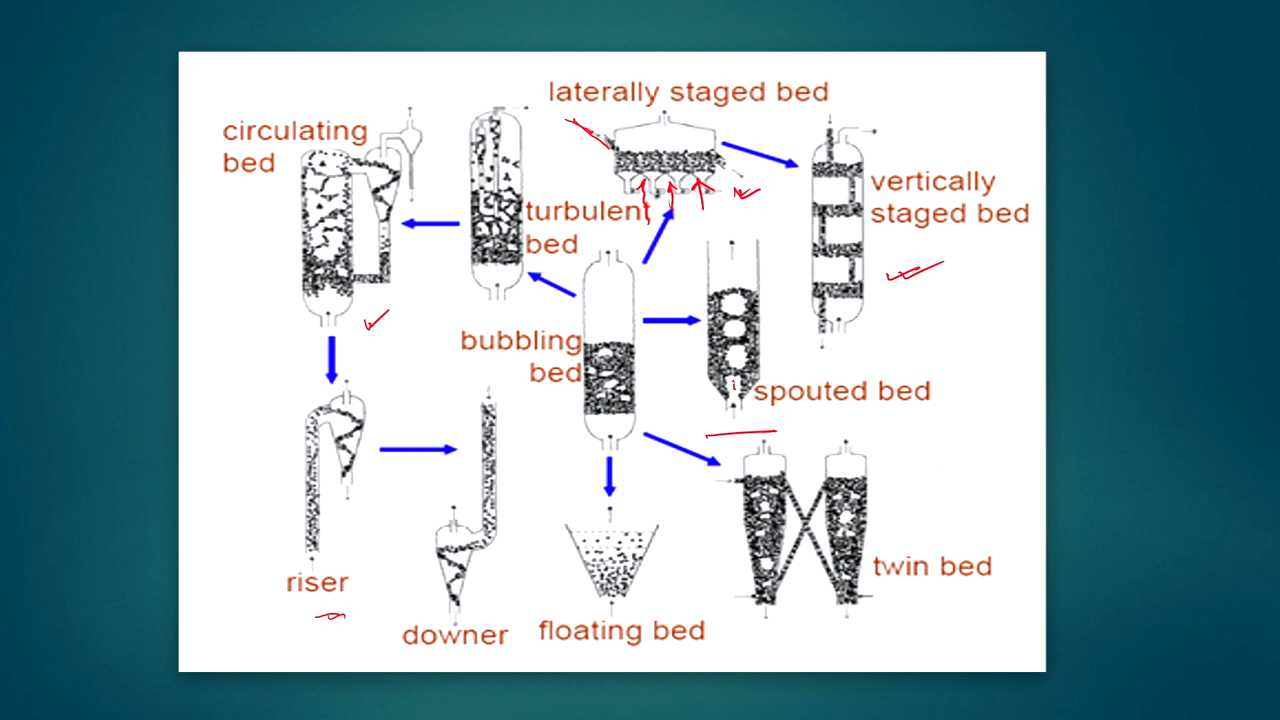 laterally staged bed
circulating
bed
turbulent
bed
vertically
staged bed
bubbling
bed
spouted bed
riser
twin bed
downer
floating bed